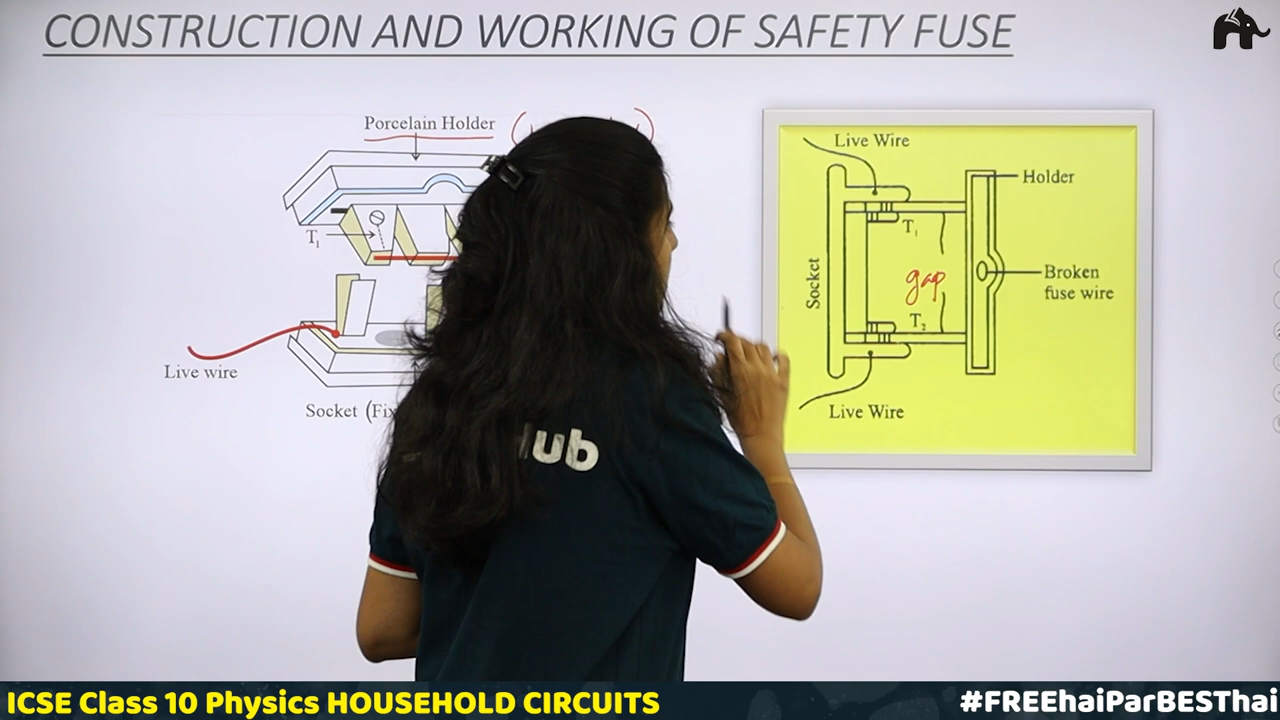 CONSTRUCTION AND WORKING OF SAFETY FUSE
Porcelain Holder
T1
Live wire
Socket (Fix
Live Wire
Holder
T1
Socket
gap
Broken
fuse wire
T2
Live Wire
ub
ICSE Class 10 Physics HOUSEHOLD CIRCUITS
#FREEhaiParBESThai